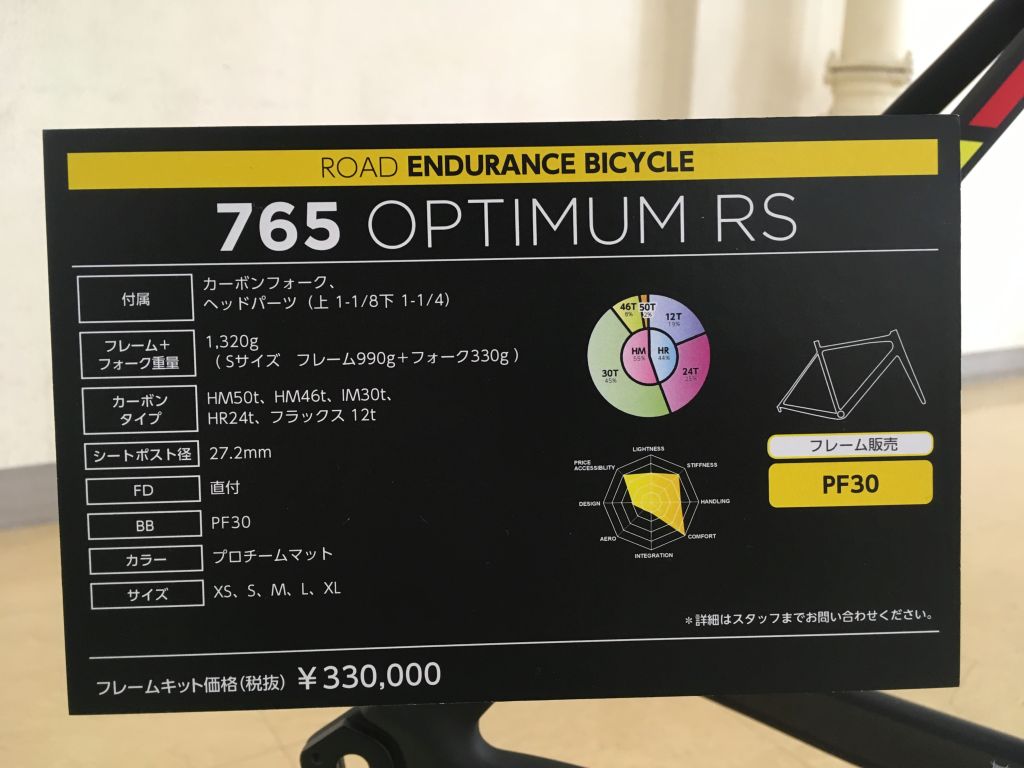 ROAD ENDURANCE BICYCLE
765 OPTIMUM RS
付属
カーボンフォーク、
ヘッドパーツ（上 1-1/8下 1-1/4）
フレーム＋
フォーク重量
1,320g
（Sサイズ　フレーム990g＋フォーク330g）
カーボン
タイプ
HM50t、HM46t、IM30t、
HR24t、フラックス 12t
シートポスト径
27.2mm
FD
直付
BB
PF30
カラー
プロチームマット
サイズ
XS、S、M、L、XL
46T
8%
50T
2%
12T
19%
HM
55%
HR
44%
30T
45%
24T
25%
LIGHTNESS
PRICE
ACCESSIBLITY
STIFFNESS
DESIGN
HANDLING
AERO
COMFORT
INTEGRATION
フレーム販売
PF30
＊詳細はスタッフまでお問い合わせください。
フレームキット価格（税抜）￥330,000